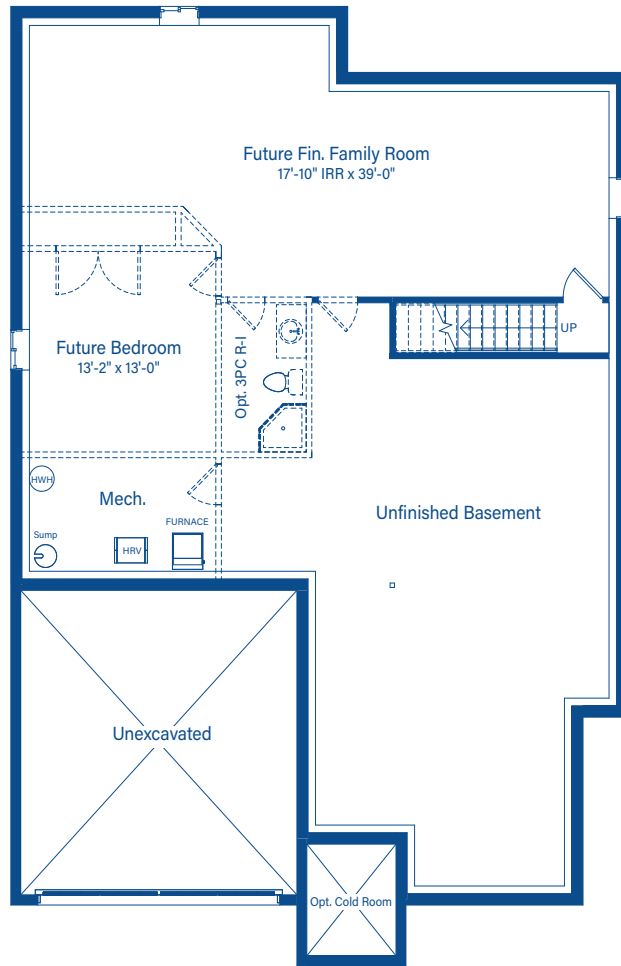 Future Fin. Family Room
17'-10" IRR x 39'-0"
UP
Future Bedroom
13'-2" x 13'-0"
Opt. 3PC R-I
HWH
Mech.
Unfinished Basement
FURNACE
Sump
HRV
Unexcavated
Opt. Cold Room